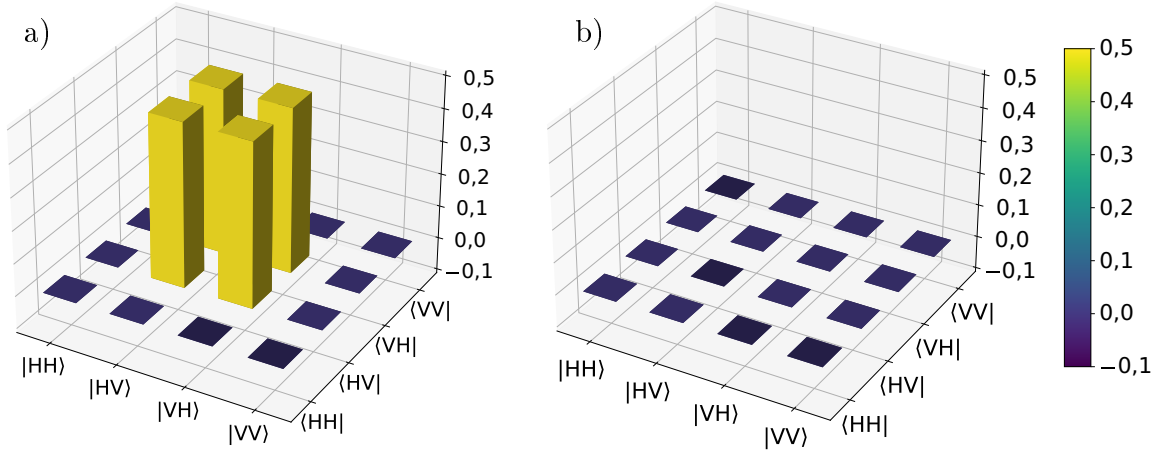 a)
0,5
0,4
0,3
0,2
0,1
0,0
−0,1
|HH⟩
|HV⟩
|VH⟩
|VV⟩
⟨HH|
⟨HV|
⟨VH|
⟨VV|
b)
0,5
0,4
0,3
0,2
0,1
0,0
−0,1
|HH⟩
|HV⟩
|VH⟩
|VV⟩
⟨HH|
⟨HV|
⟨VH|
⟨VV|
0,5
0,4
0,3
0,2
0,1
0,0
−0,1